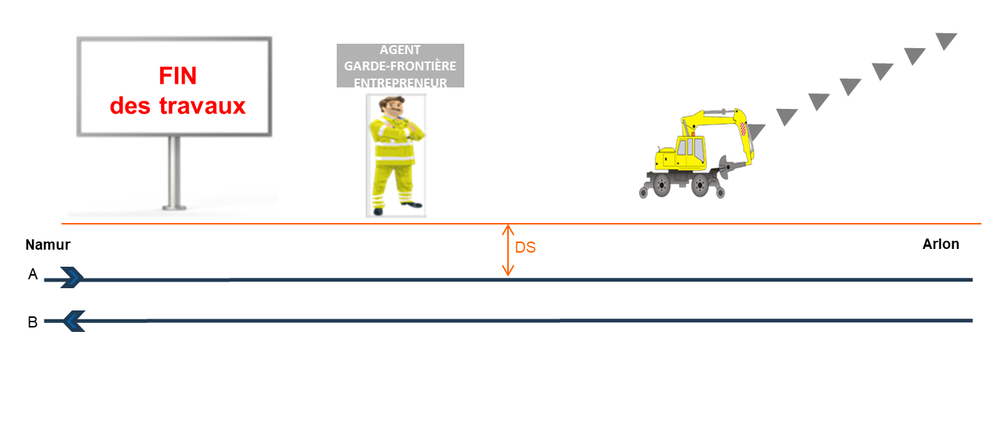 FIN
des travaux
AGENT
GARDE-FRONTIÈRE
ENTREPRENEUR
Namur
DS
Arlon
A
B